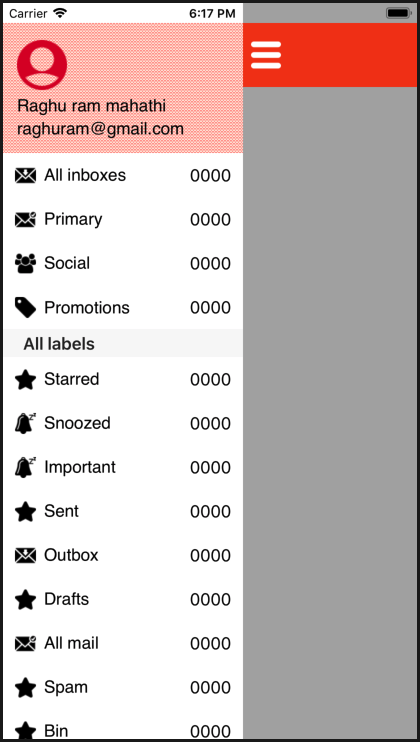 Carrier 6:17 PM
Raghu ram mahathi
raghuram@gmail.com
All inboxes 0000
Primary 0000
Social 0000
Promotions 0000
All labels
Starred 0000
Snoozed 0000
Important 0000
Sent 0000
Outbox 0000
Drafts 0000
All mail 0000
Spam 0000
Bin 0000